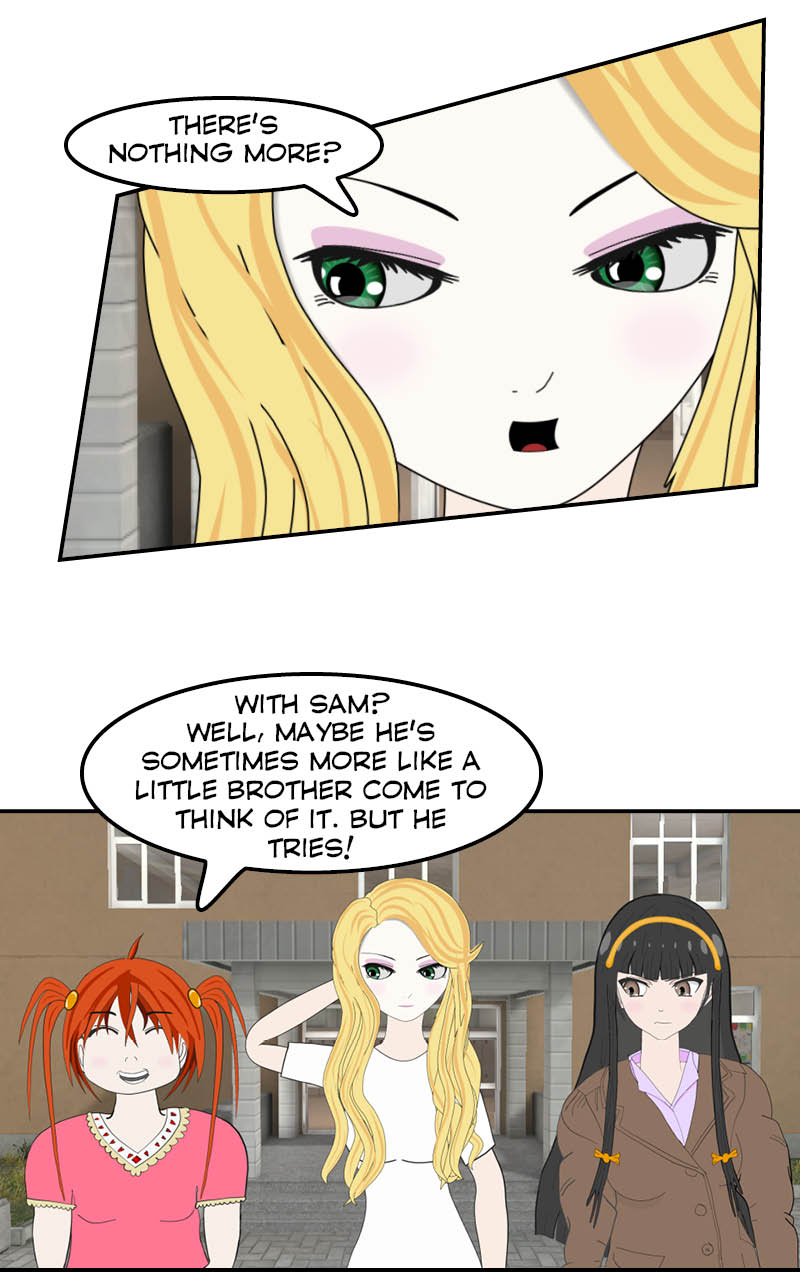 THERE'S
NOTHING MORE?
WITH SAM?
WELL, MAYBE HE'S
SOMETIMES MORE LIKE A
LITTLE BROTHER COME TO
THINK OF IT. BUT HE
TRIES!